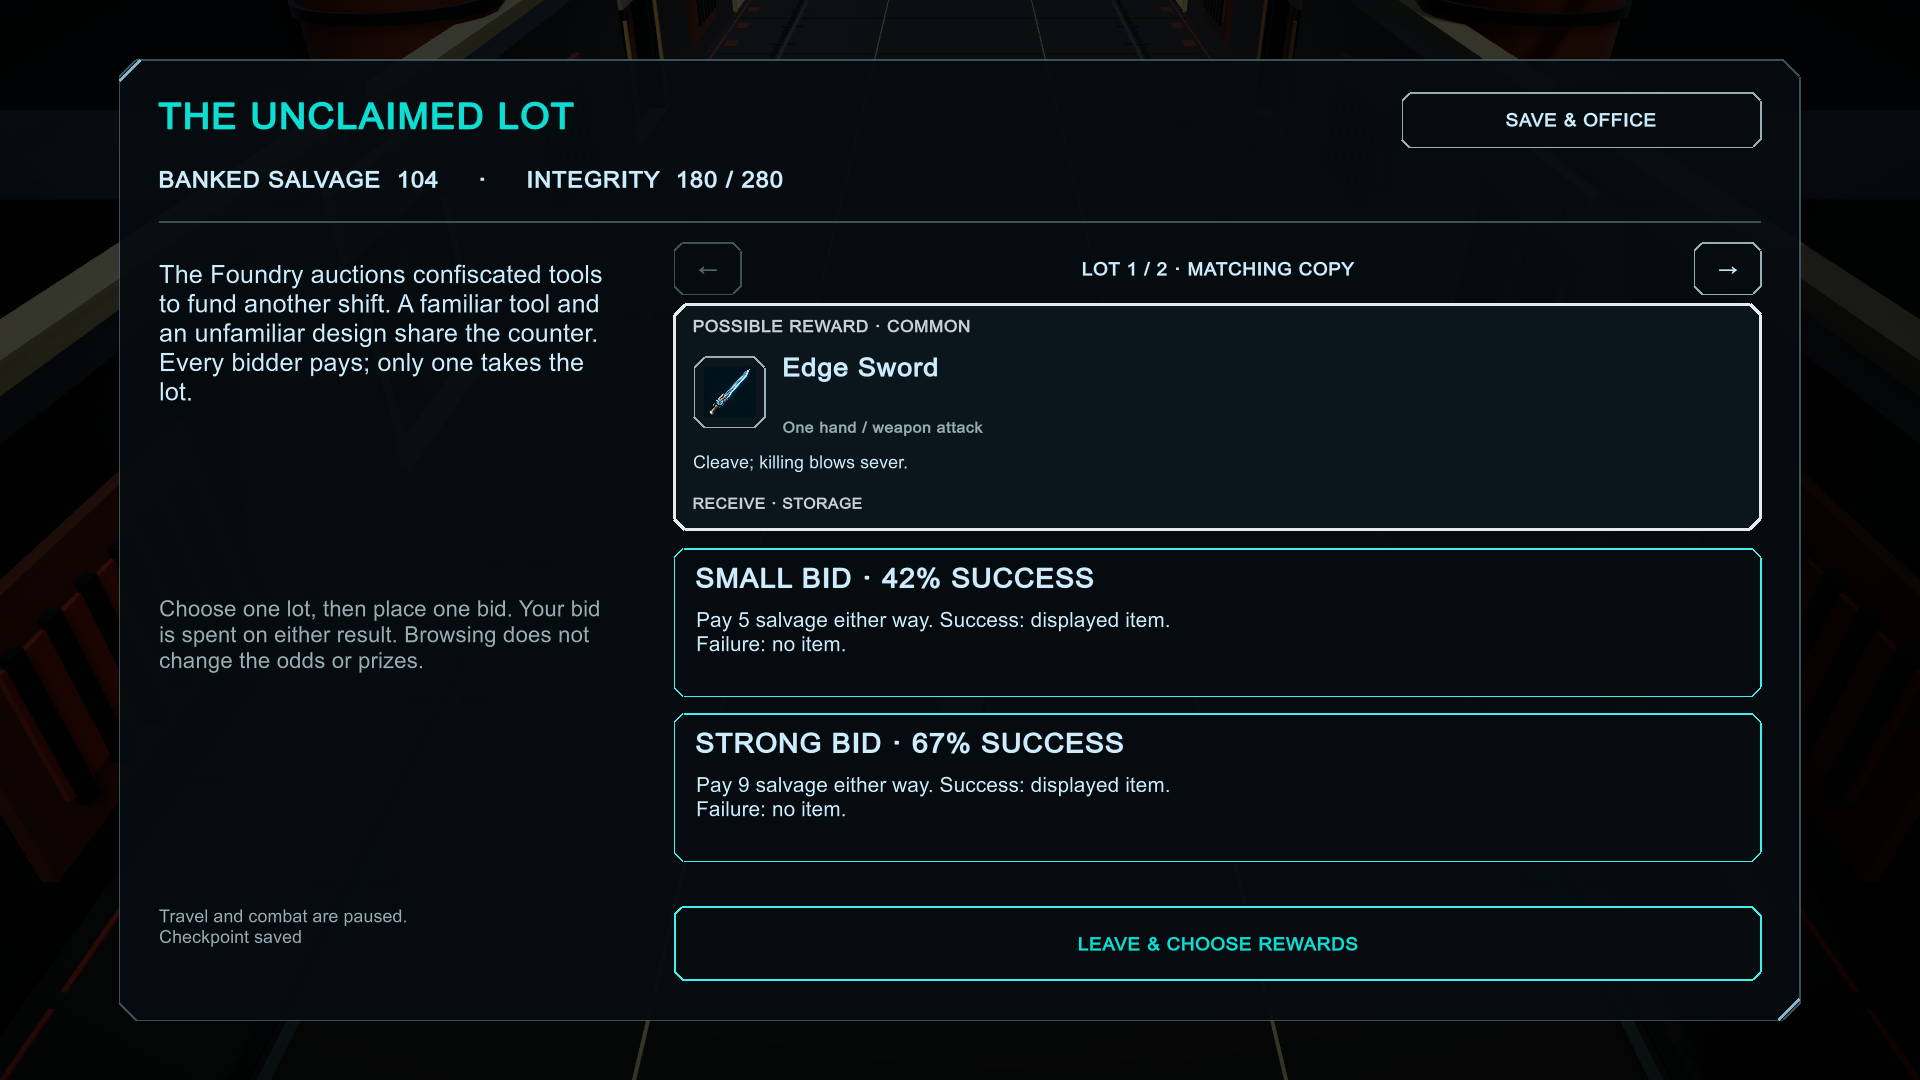 THE UNCLAIMED LOT
SAVE & OFFICE
BANKED SALVAGE 104 · INTEGRITY 180 / 280
The Foundry auctions confiscated tools
to fund another shift. A familiar tool and
an unfamiliar design share the counter.
Every bidder pays; only one takes the
lot.
Choose one lot, then place one bid. Your bid
is spent on either result. Browsing does not
change the odds or prizes.
Travel and combat are paused.
Checkpoint saved
← LOT 1 / 2 · MATCHING COPY →
POSSIBLE REWARD · COMMON
Edge Sword
One hand / weapon attack
Cleave; killing blows sever.
RECEIVE · STORAGE
SMALL BID · 42% SUCCESS
Pay 5 salvage either way. Success: displayed item.
Failure: no item.
STRONG BID · 67% SUCCESS
Pay 9 salvage either way. Success: displayed item.
Failure: no item.
LEAVE & CHOOSE REWARDS